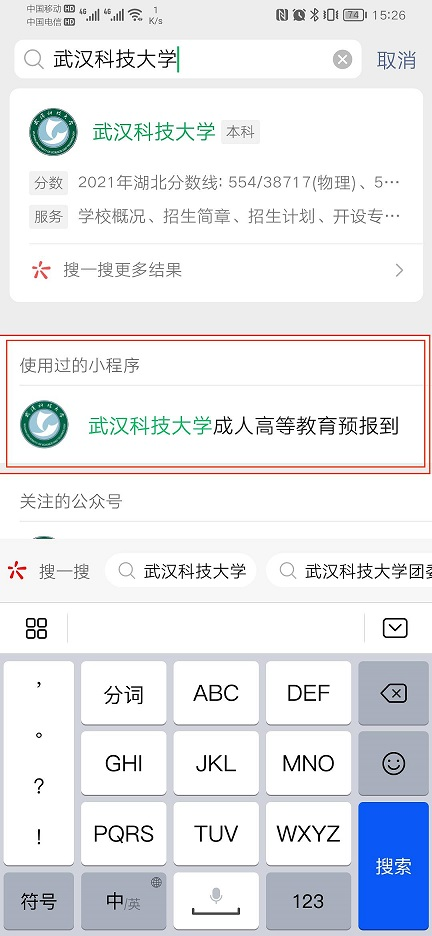 中国移动 HD 4G 4G 1 K/s 74 15:26
中国电信 HD
武汉科技大学 取消
武汉科技大学 本科
分数 2021年湖北分数线: 554/38717(物理)、5…
服务 学校概况、招生简章、招生计划、开设专…
搜一搜更多结果
使用过的小程序
武汉科技大学成人高等教育预报到
关注的公众号
搜一搜 武汉科技大学 武汉科技大学团委
， 分词 ABC DEF
。 GHI JKL MNO
？
PQRS TUV WXYZ
！ 搜索
符号 中/英 123